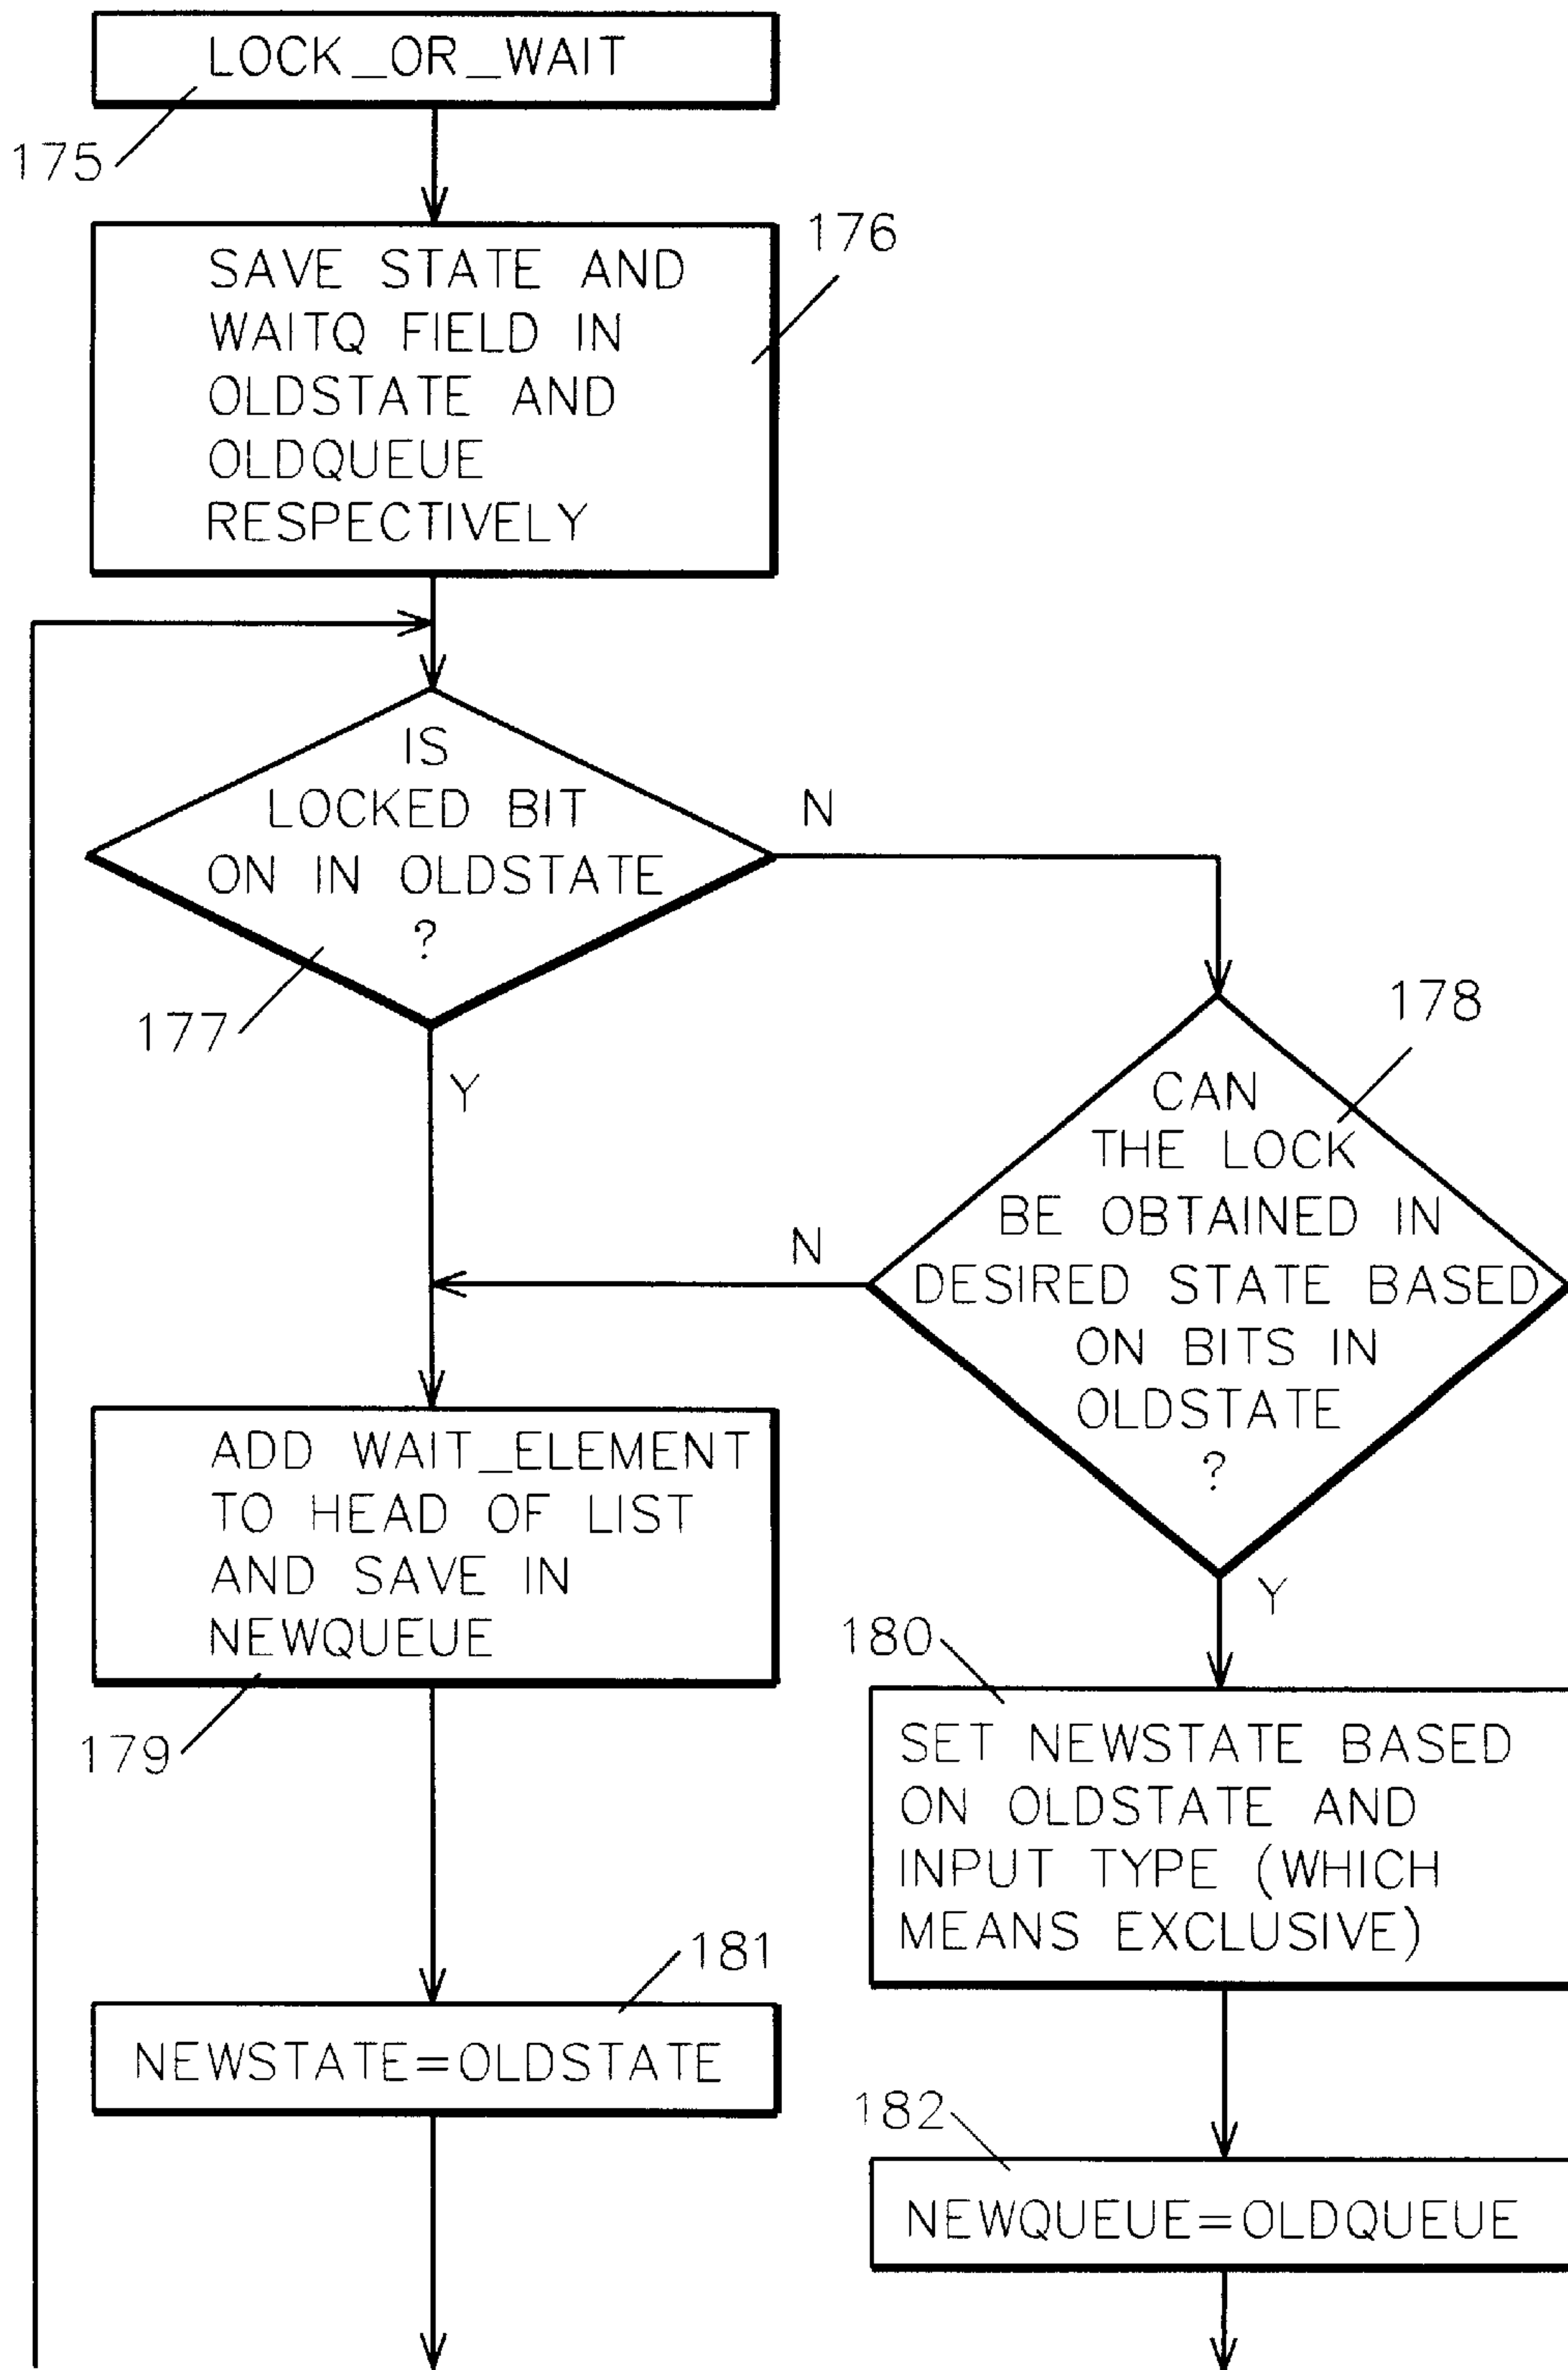 LOCK_OR_WAIT
175
SAVE STATE AND
WAITQ FIELD IN
OLDSTATE AND
OLDQUEUE
RESPECTIVELY
176
IS
LOCKED BIT
ON IN OLDSTATE
?
177
N
Y
178
CAN
THE LOCK
BE OBTAINED IN
DESIRED STATE BASED
ON BITS IN
OLDSTATE
?
N
Y
ADD WAIT_ELEMENT
TO HEAD OF LIST
AND SAVE IN
NEWQUEUE
179
180
SET NEWSTATE BASED
ON OLDSTATE AND
INPUT TYPE (WHICH
MEANS EXCLUSIVE)
181
NEWSTATE=OLDSTATE
182
NEWQUEUE=OLDQUEUE